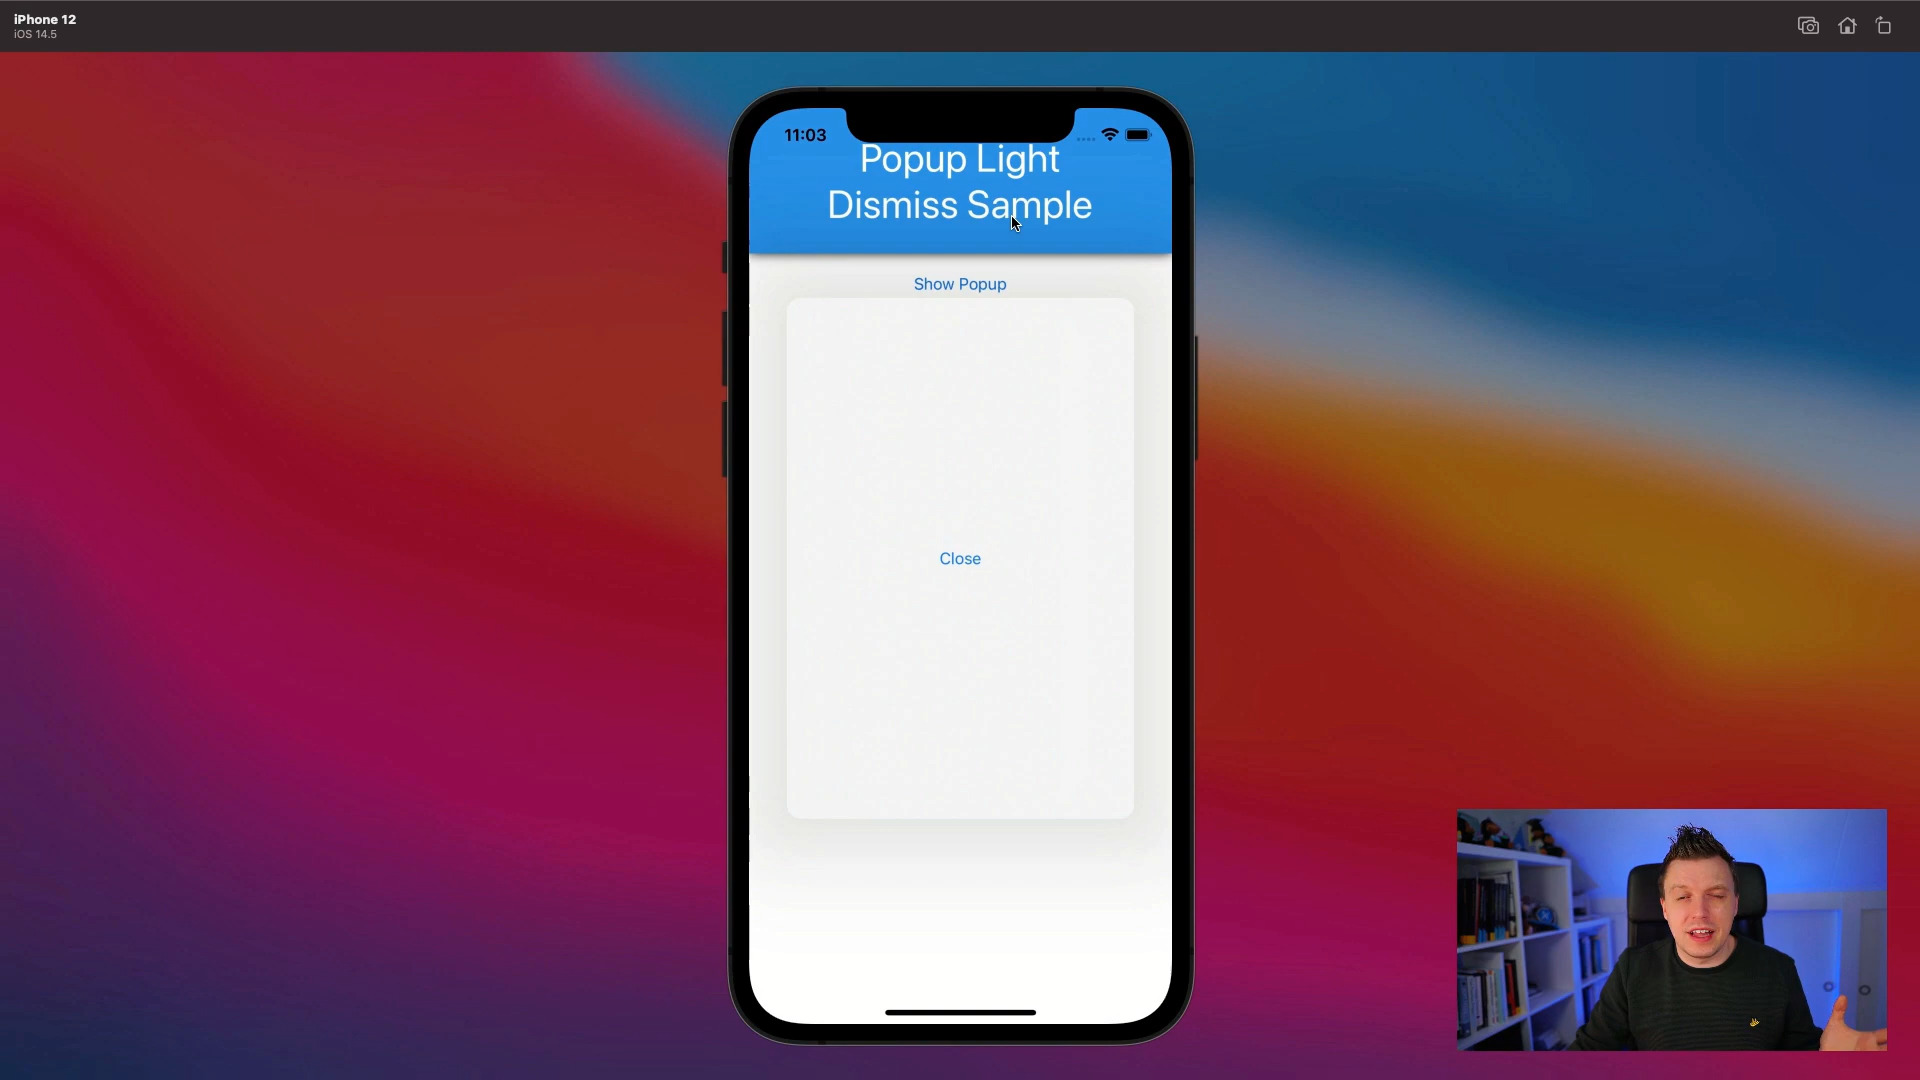 iPhone 12
iOS 14.5
11:03
Popup Light
Dismiss Sample
Show Popup
Close